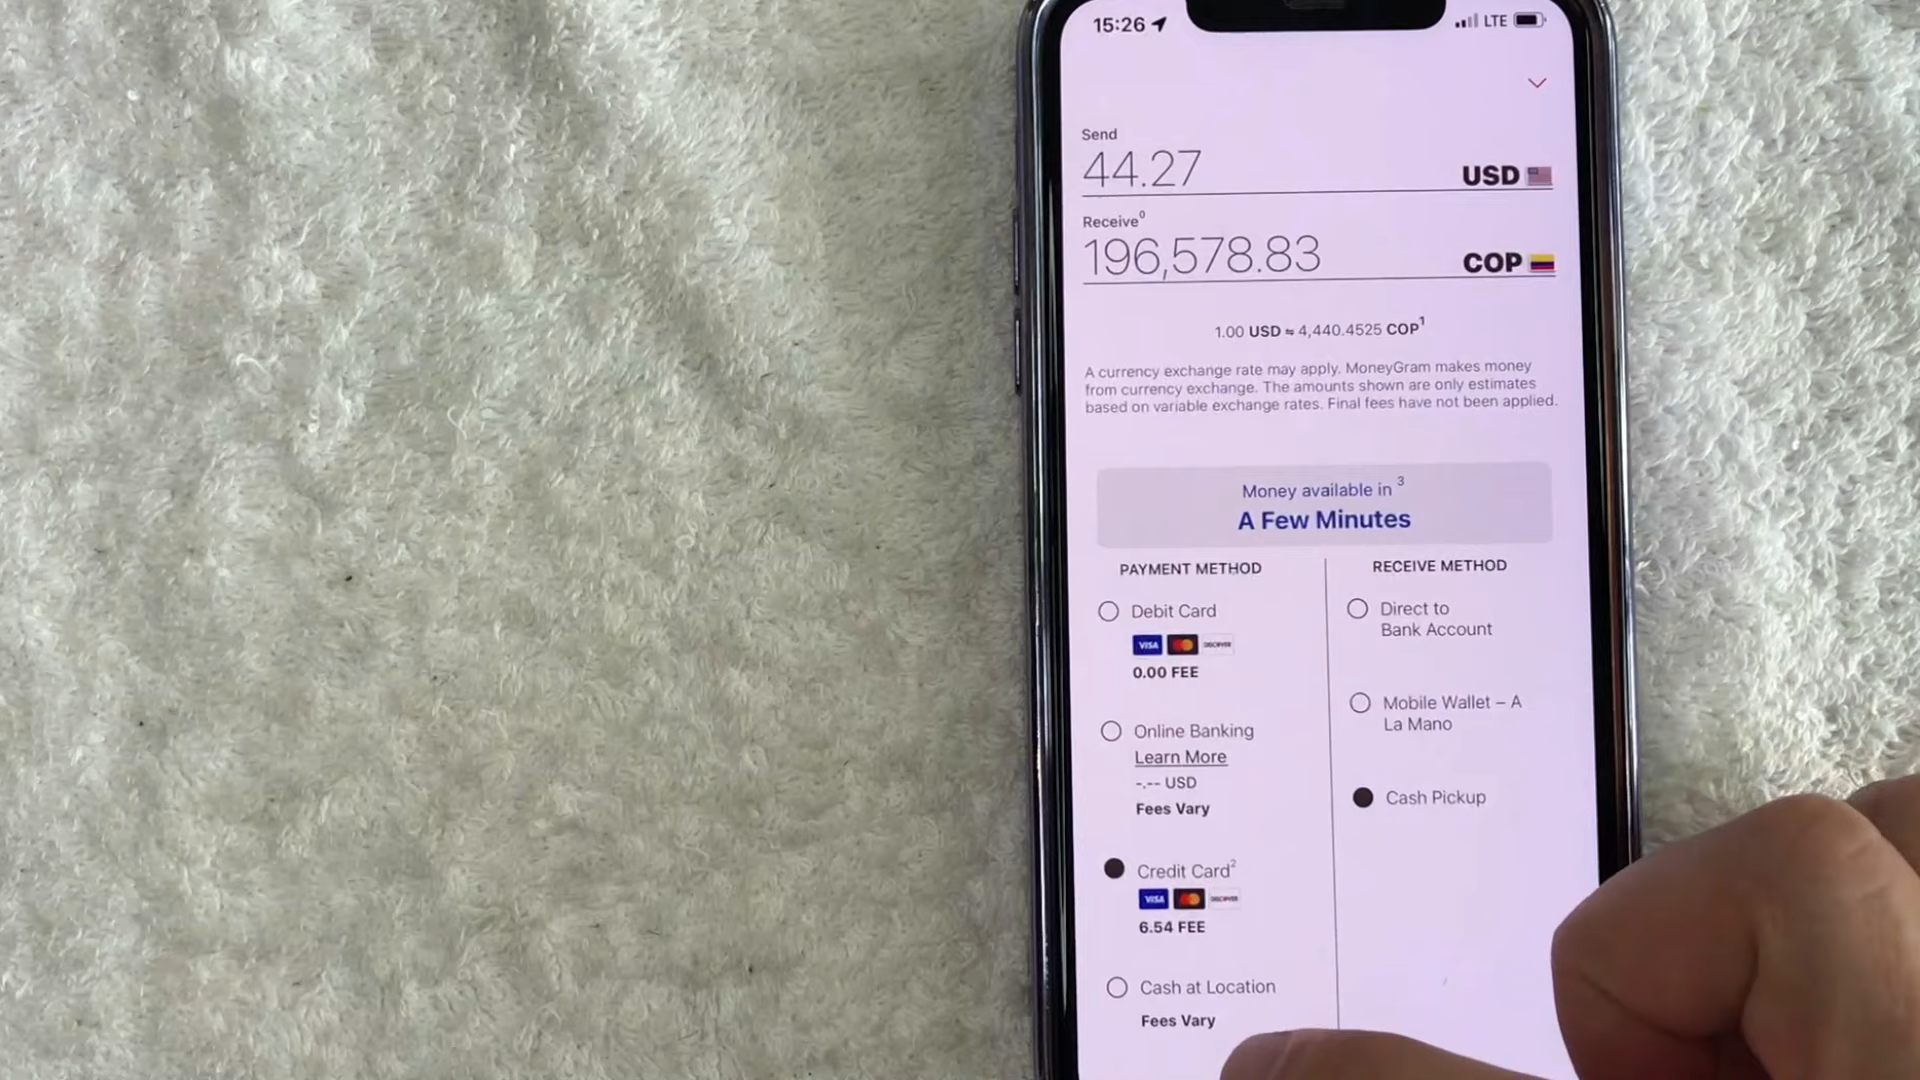 15:26
LTE
Send
44.27 USD
Receive⁰
196,578.83 COP
1.00 USD ≒ 4,440.4525 COP¹
A currency exchange rate may apply. MoneyGram makes money
from currency exchange. The amounts shown are only estimates
based on variable exchange rates. Final fees have not been applied.
Money available in ³
A Few Minutes
PAYMENT METHOD
Debit Card
VISA DISCOVER
0.00 FEE
Online Banking
Learn More
-.-- USD
Fees Vary
Credit Card²
VISA DISCOVER
6.54 FEE
Cash at Location
Fees Vary
RECEIVE METHOD
Direct to
Bank Account
Mobile Wallet – A
La Mano
Cash Pickup